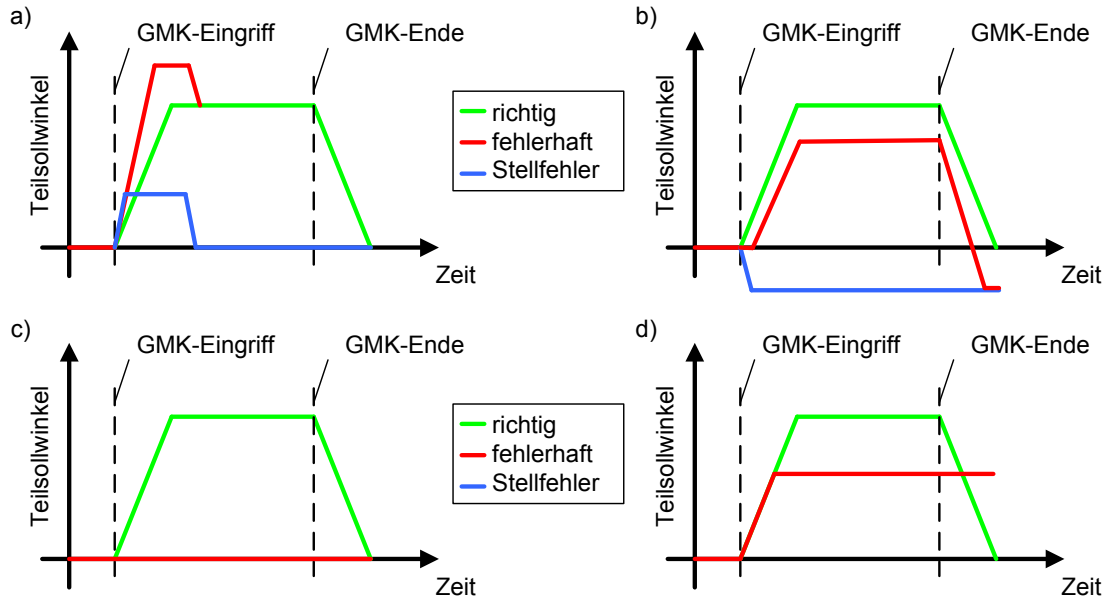 a)
GMK-Eingriff
GMK-Ende
Teilsollwinkel
Zeit
richtig
fehlerhaft
Stellfehler
b)
GMK-Eingriff
GMK-Ende
Teilsollwinkel
Zeit
c)
GMK-Eingriff
GMK-Ende
Teilsollwinkel
Zeit
richtig
fehlerhaft
Stellfehler
d)
GMK-Eingriff
GMK-Ende
Teilsollwinkel
Zeit